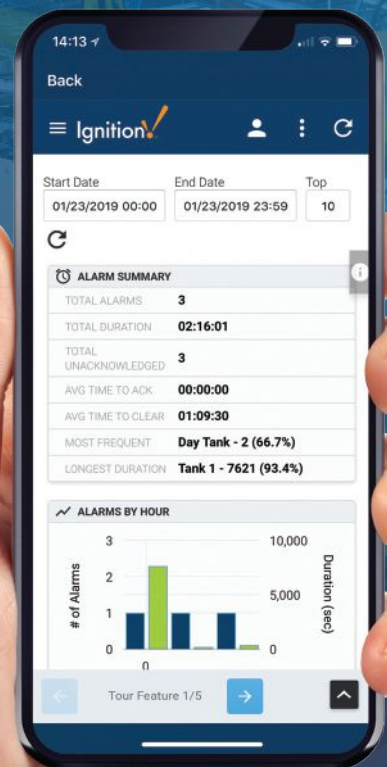 14:13
Back
Ignition!
Start Date End Date Top
01/23/2019 00:00 01/23/2019 23:59 10
ALARM SUMMARY
TOTAL ALARMS 3
TOTAL DURATION 02:16:01
TOTAL
UNACKNOWLEDGED 3
AVG TIME TO ACK 00:00:00
AVG TIME TO CLEAR 01:09:30
MOST FREQUENT Day Tank - 2 (66.7%)
LONGEST DURATION Tank 1 - 7621 (93.4%)
ALARMS BY HOUR
# of Alarms
3
2
1
0
10,000
5,000
0
Duration (sec)
0
Tour Feature 1/5